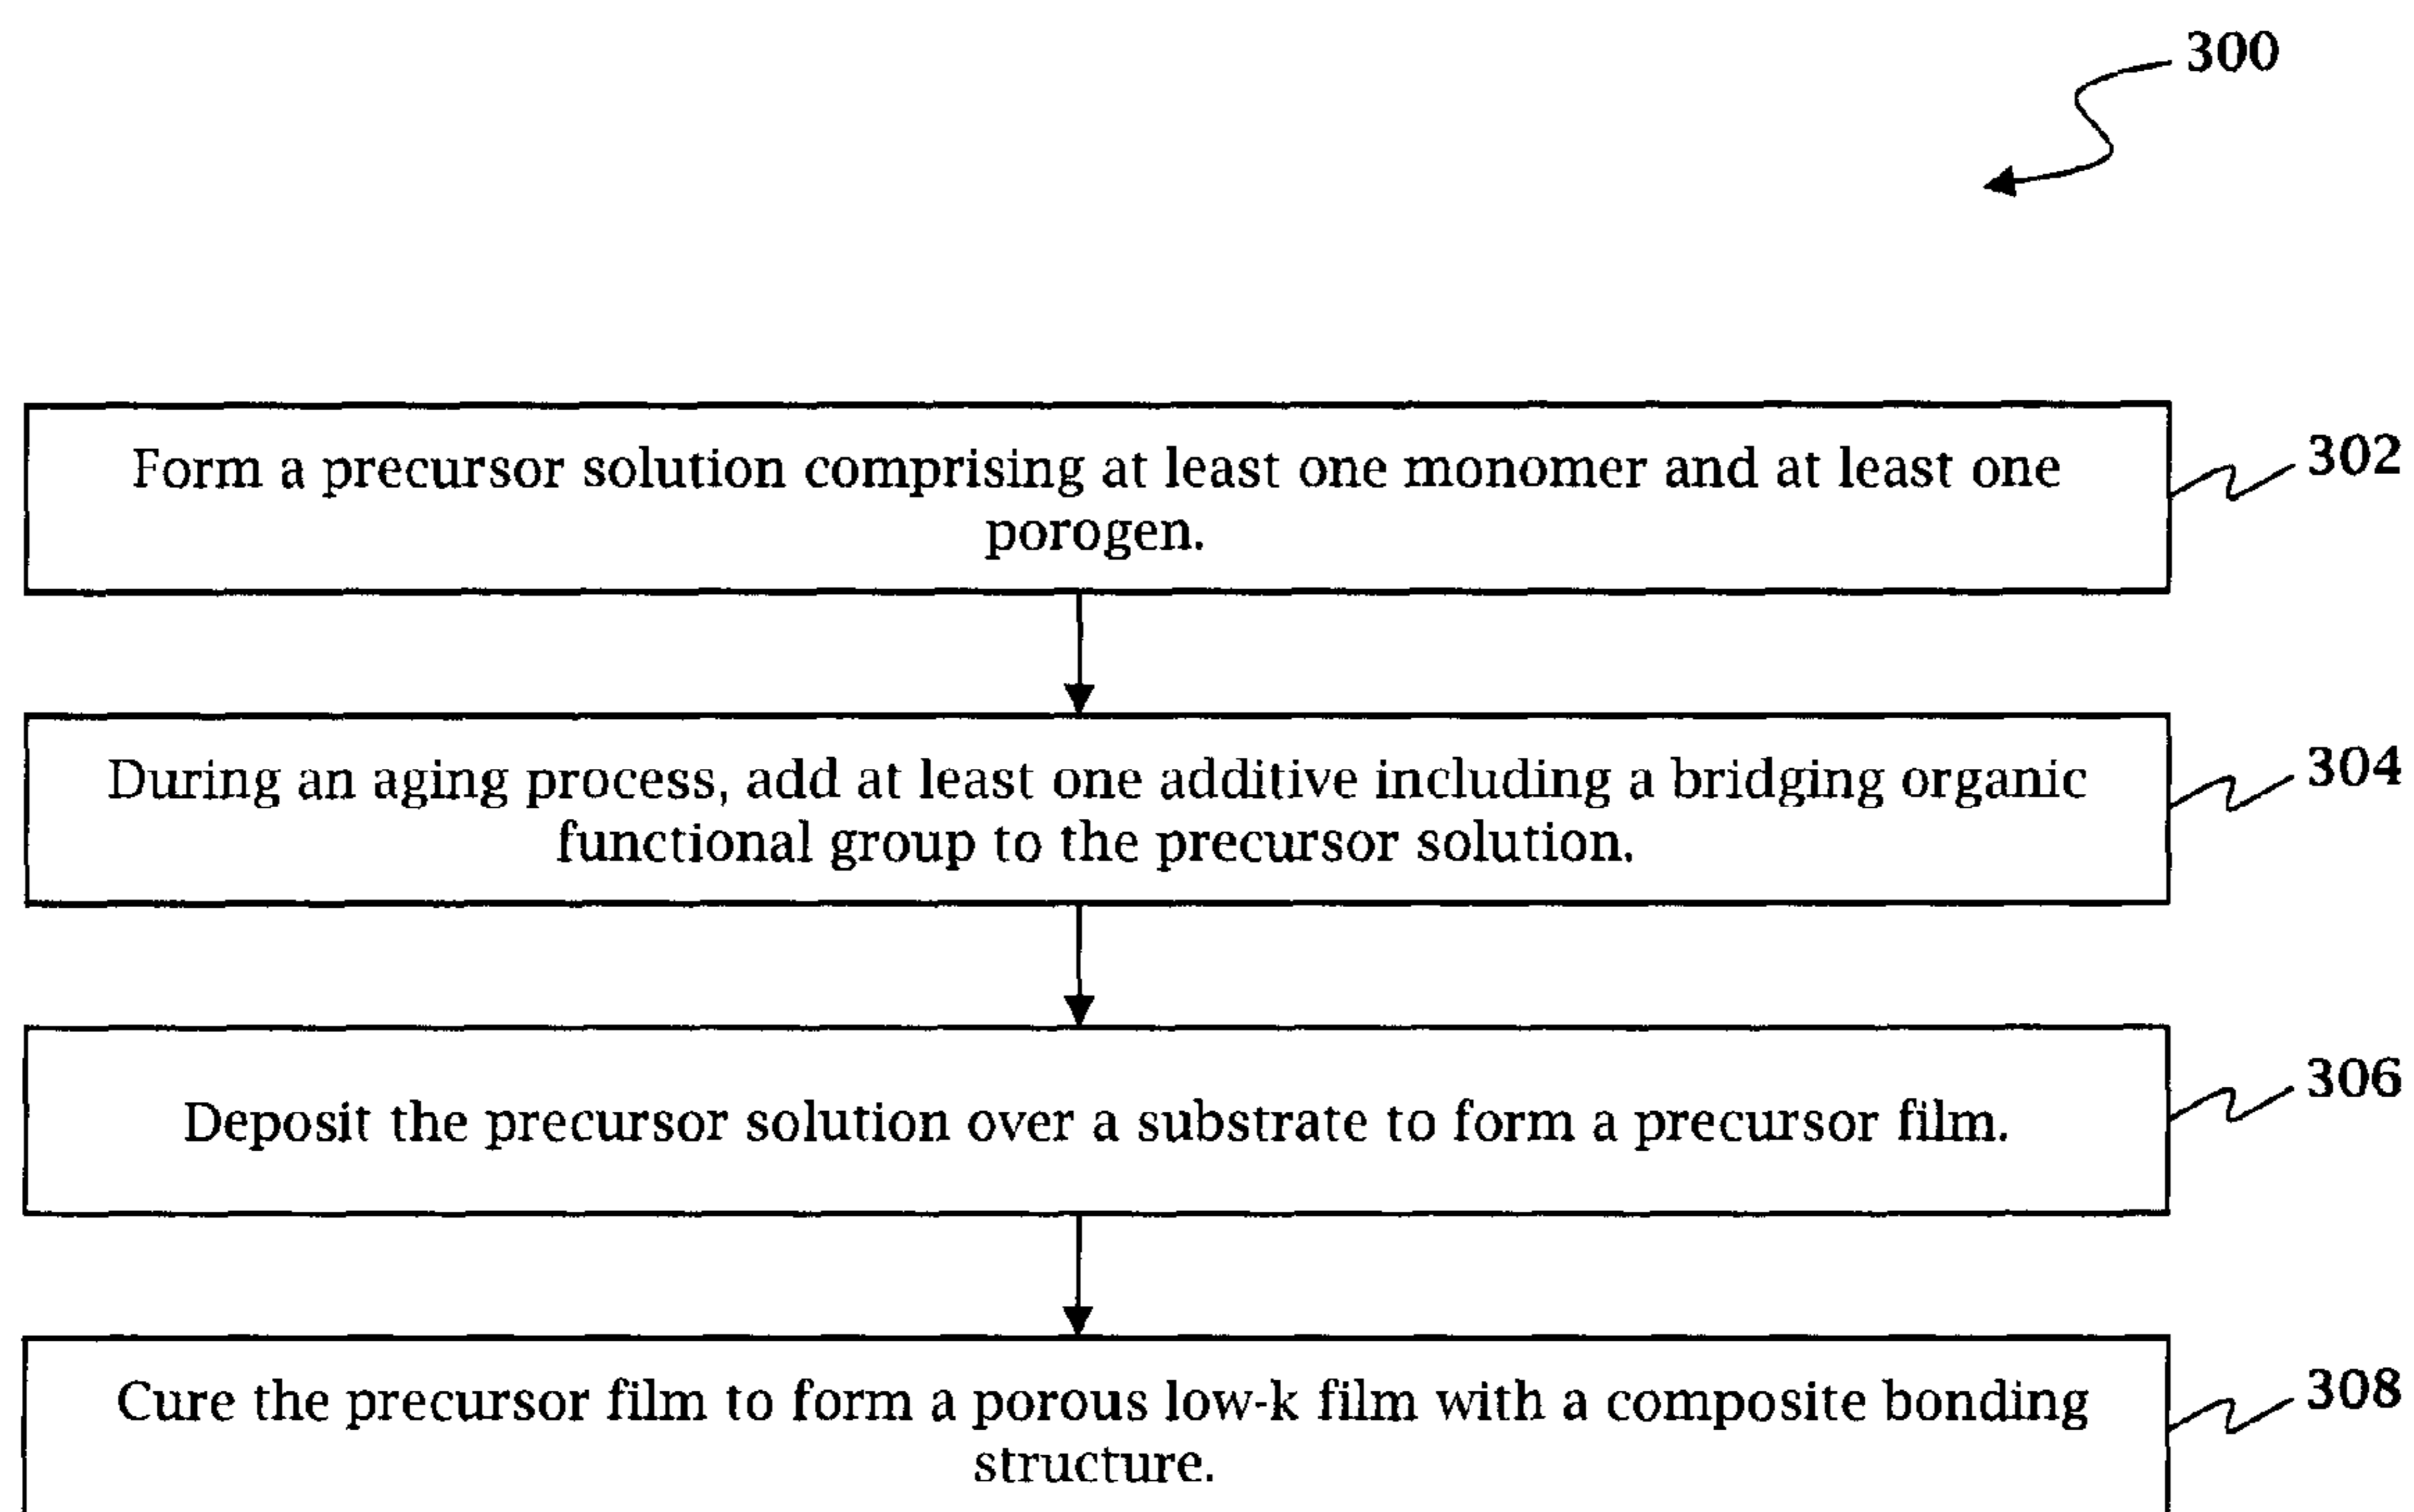 300
Form a precursor solution comprising at least one monomer and at least one
porogen.
302
During an aging process, add at least one additive including a bridging organic
functional group to the precursor solution.
304
Deposit the precursor solution over a substrate to form a precursor film.
306
Cure the precursor film to form a porous low-k film with a composite bonding
structure.
308